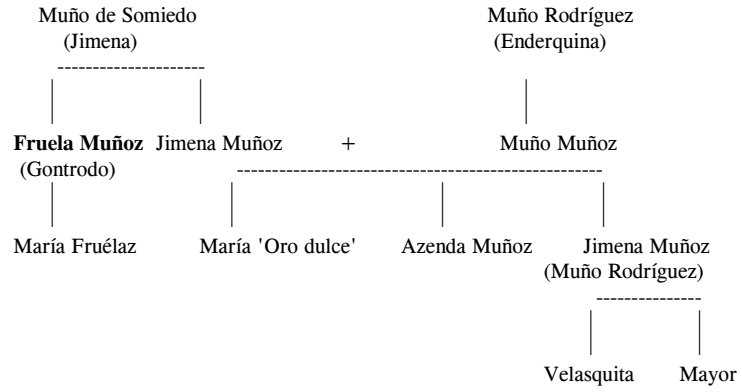 Muño de Somiedo Muño Rodríguez
(Jimena) (Enderquina)
Fruela Muñoz Jimena Muñoz + Muño Muñoz
(Gontrodo)
María Fruélaz María 'Oro dulce' Azenda Muñoz Jimena Muñoz
(Muño Rodríguez)
Velasquita Mayor